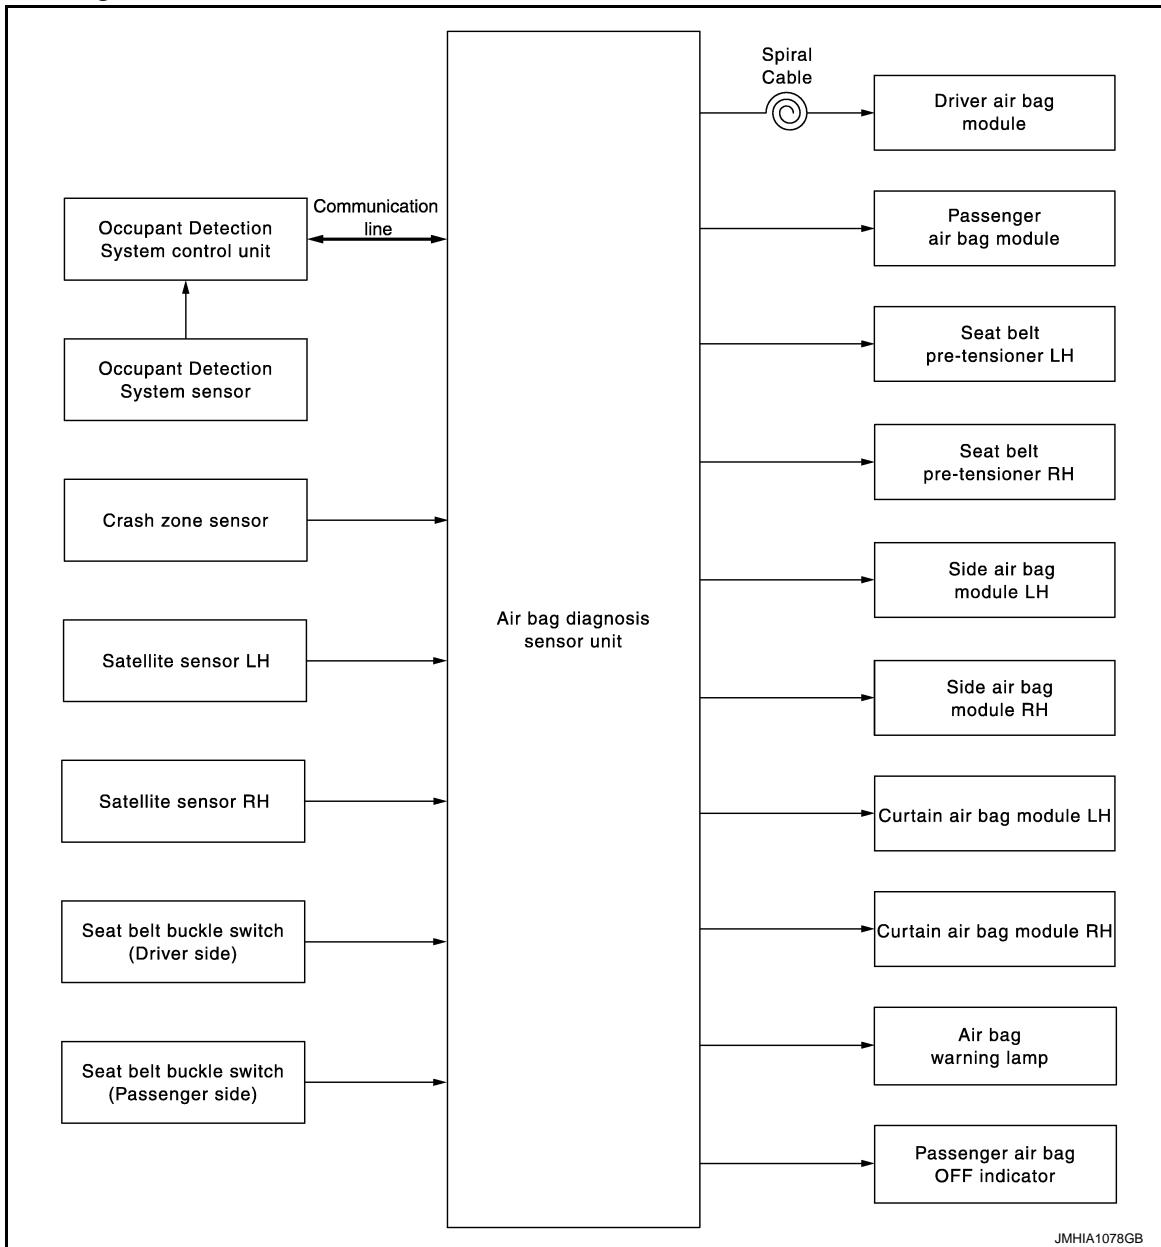 Spiral
Cable
Driver air bag
module
Communication
line
Occupant Detection
System control unit
Passenger
air bag module
Occupant Detection
System sensor
Seat belt
pre-tensioner LH
Seat belt
pre-tensioner RH
Crash zone sensor
Side air bag
module LH
Air bag diagnosis
sensor unit
Satellite sensor LH
Side air bag
module RH
Satellite sensor RH
Curtain air bag module LH
Seat belt buckle switch
(Driver side)
Curtain air bag module RH
Air bag
warning lamp
Seat belt buckle switch
(Passenger side)
Passenger air bag
OFF indicator
JMHIA1078GB